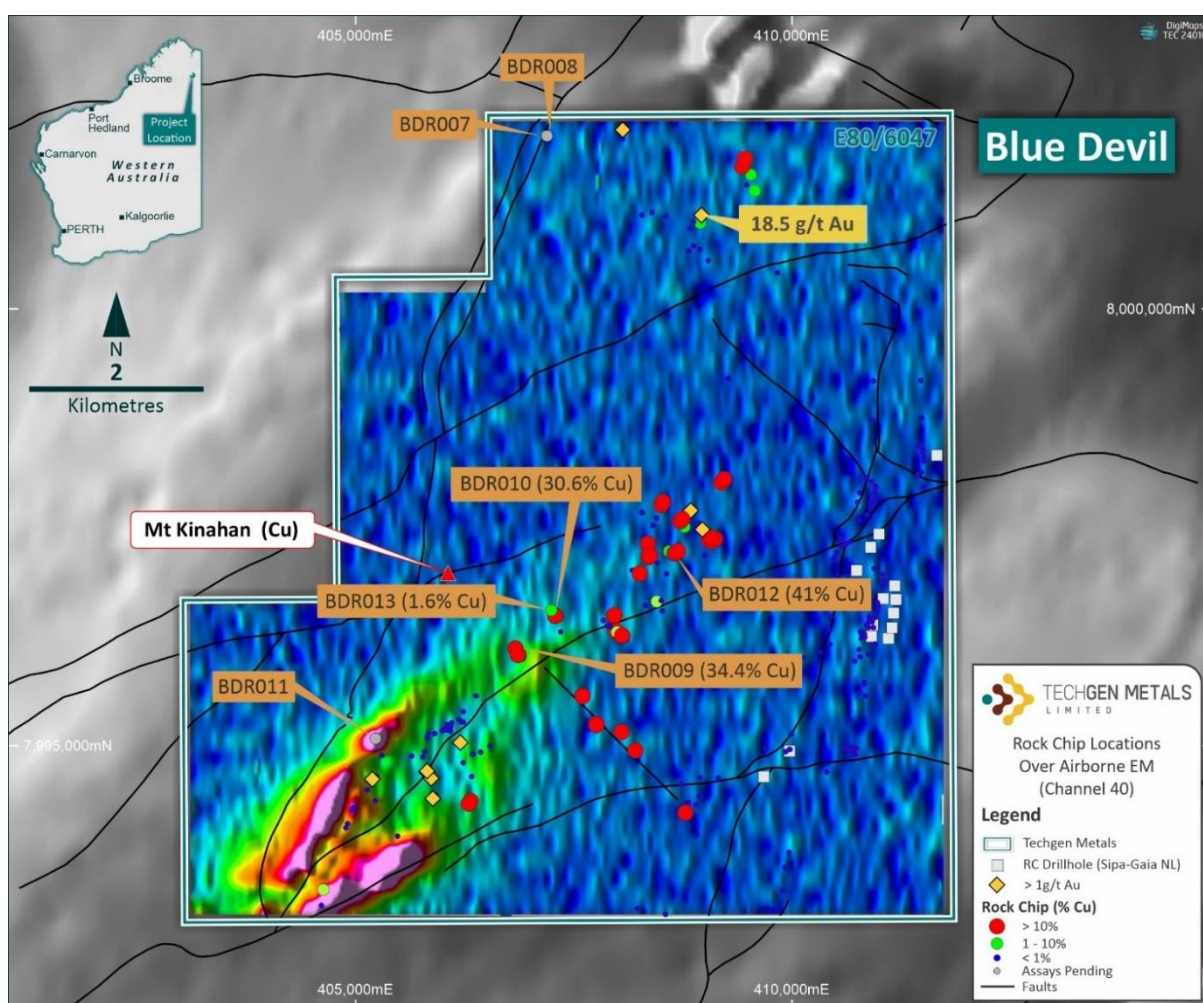 405,000mE
410,000mE
DigiMaps
TEC 24010
Broome
Port
Hedland
Project
Location
Carnarvon
Western
Australia
Kalgoorlie
PERTH
BDR008
BDR007
E80/6047
Blue Devil
18.5 g/t Au
8,000,000mN
N
2
Kilometres
BDR010 (30.6% Cu)
Mt Kinahan (Cu)
BDR013 (1.6% Cu)
BDR012 (41% Cu)
BDR009 (34.4% Cu)
BDR011
7,995,000mN
TECHGEN METALS
LIMITED
Rock Chip Locations
Over Airborne EM
(Channel 40)
Legend
Techgen Metals
RC Drillhole (Sipa-Gaia NL)
> 1g/t Au
Rock Chip (% Cu)
> 10%
1 - 10%
< 1%
Assays Pending
Faults
405,000mE
410,000mE